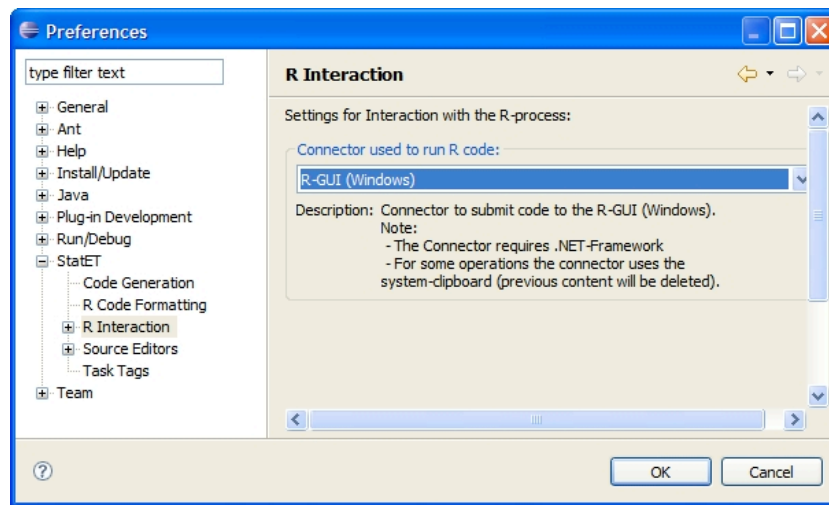 Preferences
type filter text
General
Ant
Help
Install/Update
Java
Plug-in Development
Run/Debug
StatET
Code Generation
R Code Formatting
R Interaction
Source Editors
Task Tags
Team
R Interaction
Settings for Interaction with the R-process:
Connector used to run R code:
R-GUI (Windows)
Description: Connector to submit code to the R-GUI (Windows).
Note:
- The Connector requires .NET-Framework
- For some operations the connector uses the
system-clipboard (previous content will be deleted).
?
OK
Cancel